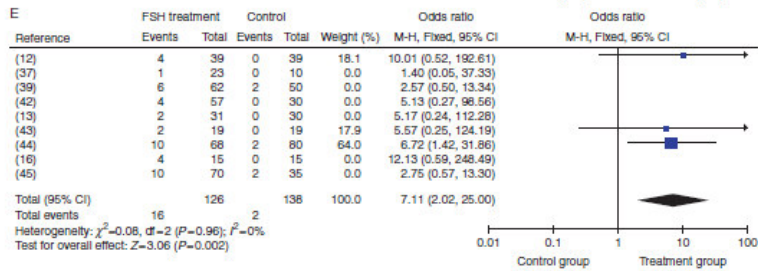 E
FSH treatment Control Odds ratio Odds ratio
Reference Events Total Events Total Weight (%) M-H, Fixed, 95% CI M-H, Fixed, 95% CI
(12) 4 39 0 39 18.1 10.01 (0.52, 192.61)
(37) 1 23 0 10 0.0 1.40 (0.05, 37.33)
(39) 6 62 2 50 0.0 2.57 (0.50, 13.34)
(42) 4 57 0 30 0.0 5.13 (0.27, 98.56)
(13) 2 31 0 30 0.0 5.17 (0.24, 112.28)
(43) 2 19 0 19 17.9 5.57 (0.25, 124.19)
(44) 10 68 2 80 64.0 6.72 (1.42, 31.86)
(16) 4 15 0 15 0.0 12.13 (0.59, 248.49)
(45) 10 70 2 35 0.0 2.75 (0.57, 13.30)
Total (95% CI) 126 138 100.0 7.11 (2.02, 25.00)
Total events 16 2
Heterogeneity: χ²=0.08, df=2 (P=0.96); I²=0%
Test for overall effect: Z=3.06 (P=0.002)
0.01 0.1 1 10 100
Control group Treatment group